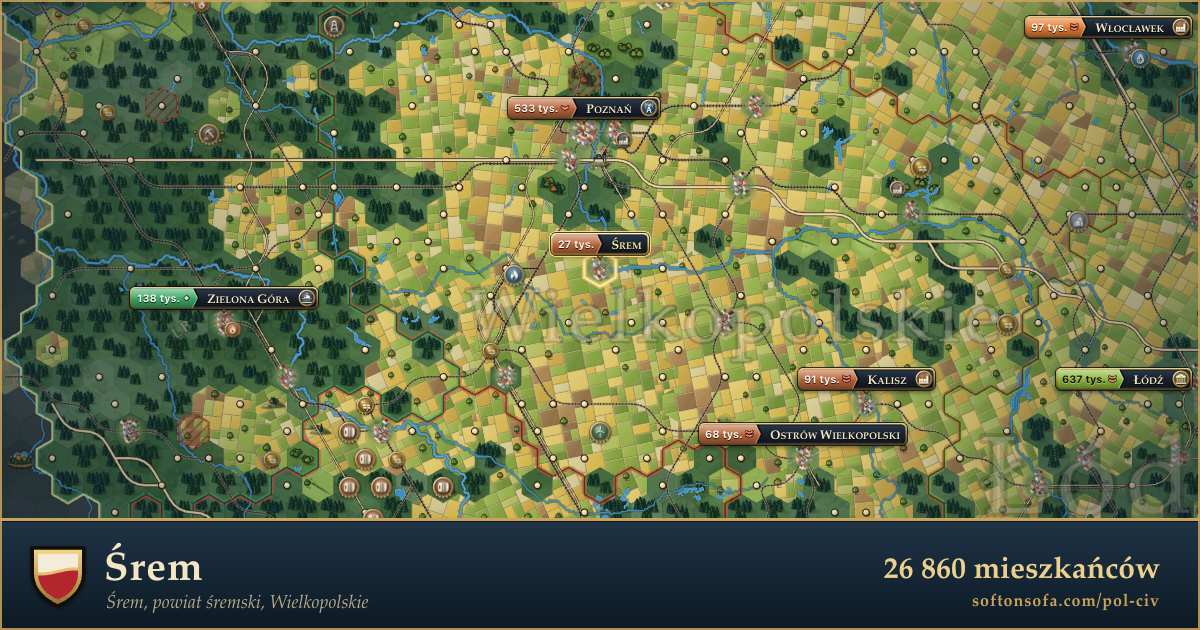 97 tys. Włocławek
533 tys. Poznań
27 tys. Śrem
138 tys. Zielona Góra
Wielkopolskie
91 tys. Kalisz
637 tys. Łódź
68 tys. Ostrów Wielkopolski
Śrem
26 860 mieszkańców
Śrem, powiat śremski, Wielkopolskie
softonsofa.com/pol-civ